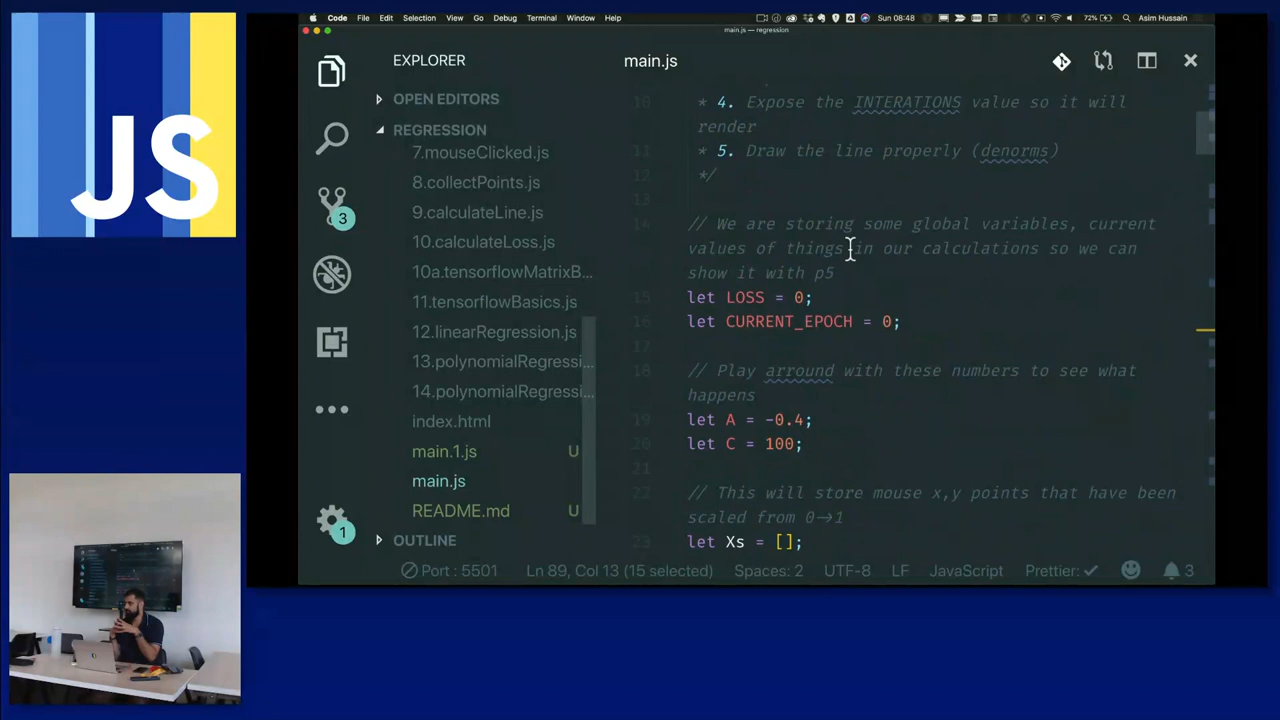 JS
Code File Edit Selection View Go Debug Terminal Window Help
Sun 08:48
72%
Asim Hussain
main.js — regression
EXPLORER
main.js
OPEN EDITORS
REGRESSION
7.mouseClicked.js
8.collectPoints.js
9.calculateLine.js
10.calculateLoss.js
10a.tensorflowMatrixB...
11.tensorflowBasics.js
12.linearRegression.js
13.polynomialRegressi...
14.polynomialRegressi...
index.html
main.1.js U
main.js
README.md U
OUTLINE
3
1
10 * 4. Expose the INTERATIONS value so it will
render
11 * 5. Draw the line properly (denorms)
12 */
13
14 // We are storing some global variables, current
values of things in our calculations so we can
show it with p5
15 let LOSS = 0;
16 let CURRENT_EPOCH = 0;
17
18 // Play arround with these numbers to see what
happens
19 let A = -0.4;
20 let C = 100;
21
22 // This will store mouse x,y points that have been
scaled from 0→1
23 let Xs = [];
Port : 5501 Ln 89, Col 13 (15 selected) Spaces: 2 UTF-8 LF JavaScript Prettier: ✓ 3